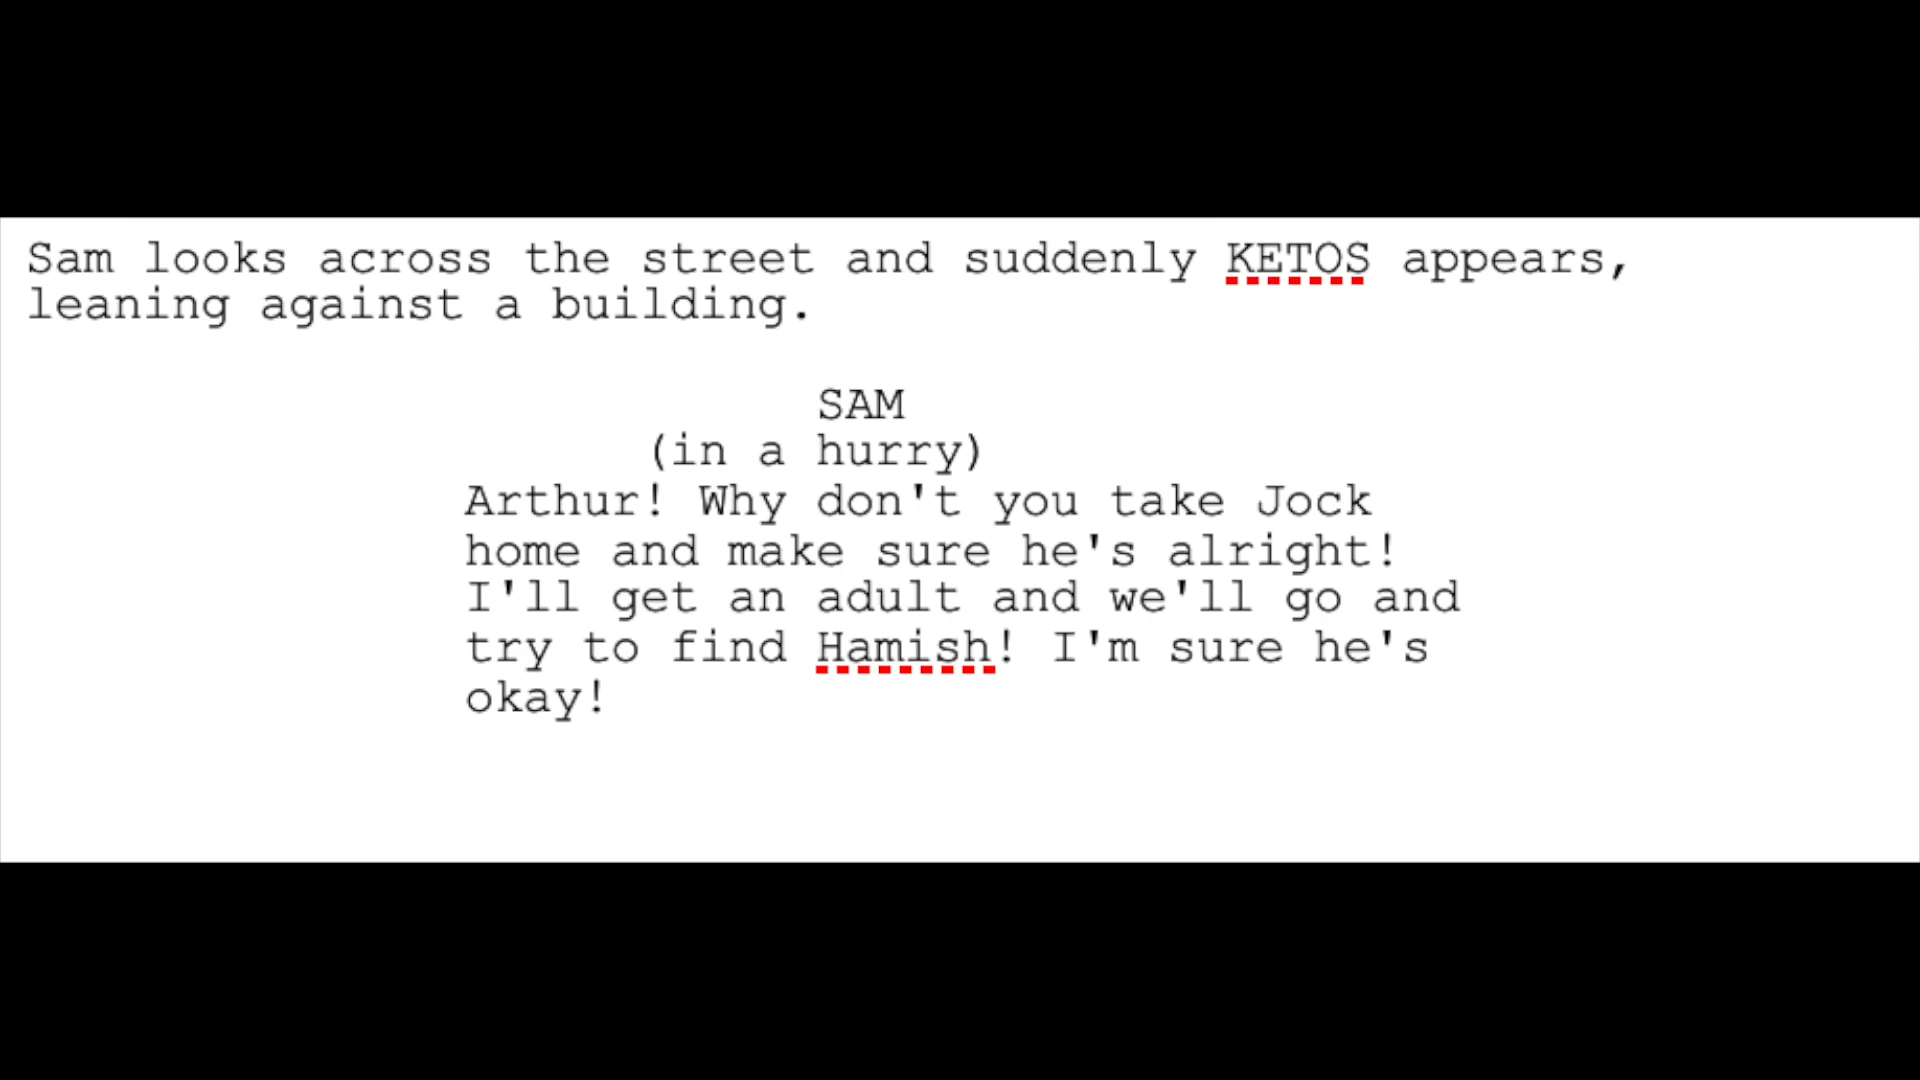 Sam looks across the street and suddenly KETOS appears,
leaning against a building.
SAM
(in a hurry)
Arthur! Why don't you take Jock
home and make sure he's alright!
I'll get an adult and we'll go and
try to find Hamish! I'm sure he's
okay!